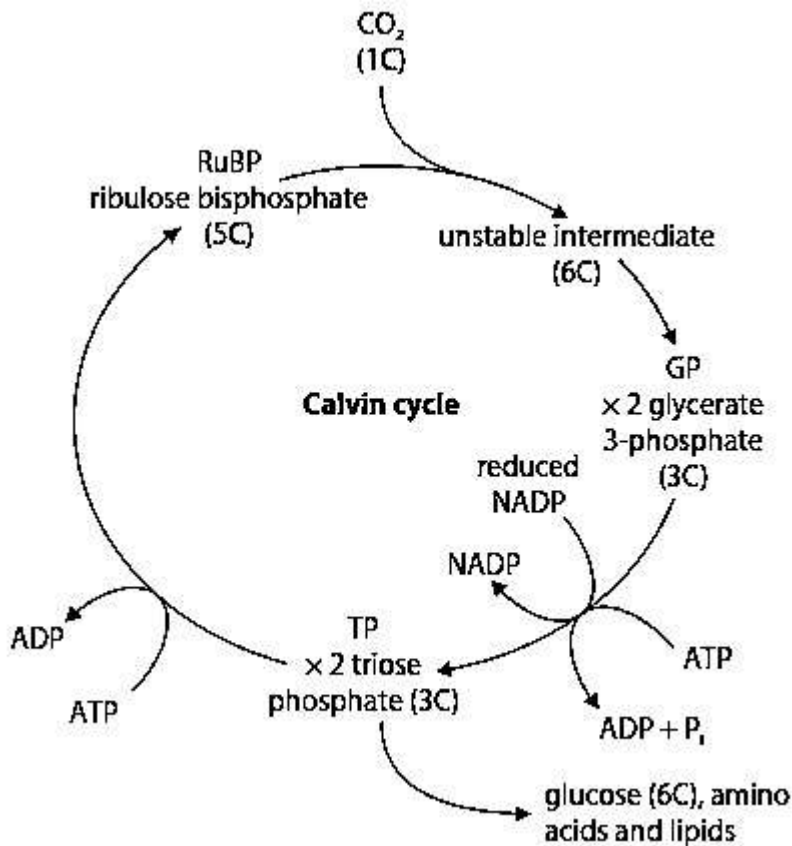 CO₂
(1C)
RuBP
ribulose bisphosphate
(5C)
unstable intermediate
(6C)
GP
× 2 glycerate
3-phosphate
(3C)
Calvin cycle
reduced
NADP
NADP
ADP
ATP
TP
× 2 triose
phosphate (3C)
ATP
ADP + Pᵢ
glucose (6C), amino
acids and lipids